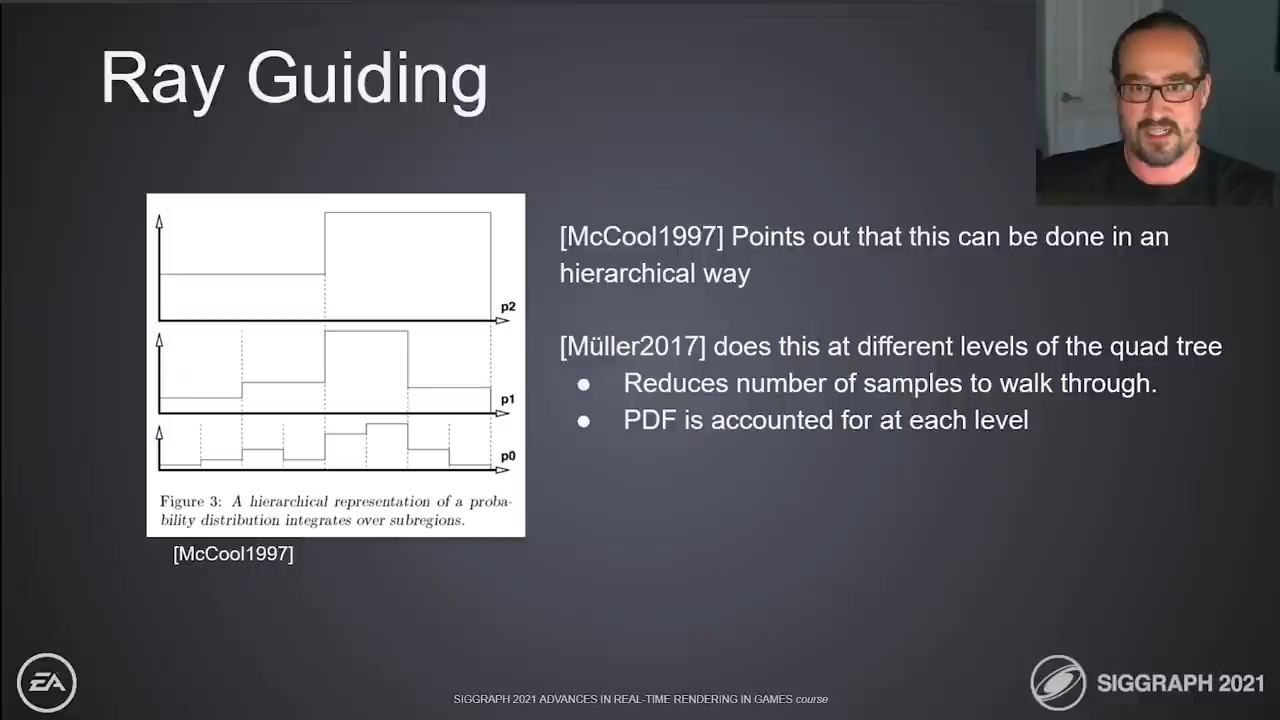 Ray Guiding
p2
p1
p0
Figure 3: A hierarchical representation of a proba-
bility distribution integrates over subregions.
[McCool1997]
[McCool1997] Points out that this can be done in an
hierarchical way
[Müller2017] does this at different levels of the quad tree
● Reduces number of samples to walk through.
● PDF is accounted for at each level
EA
SIGGRAPH 2021 ADVANCES IN REAL-TIME RENDERING IN GAMES course
SIGGRAPH 2021